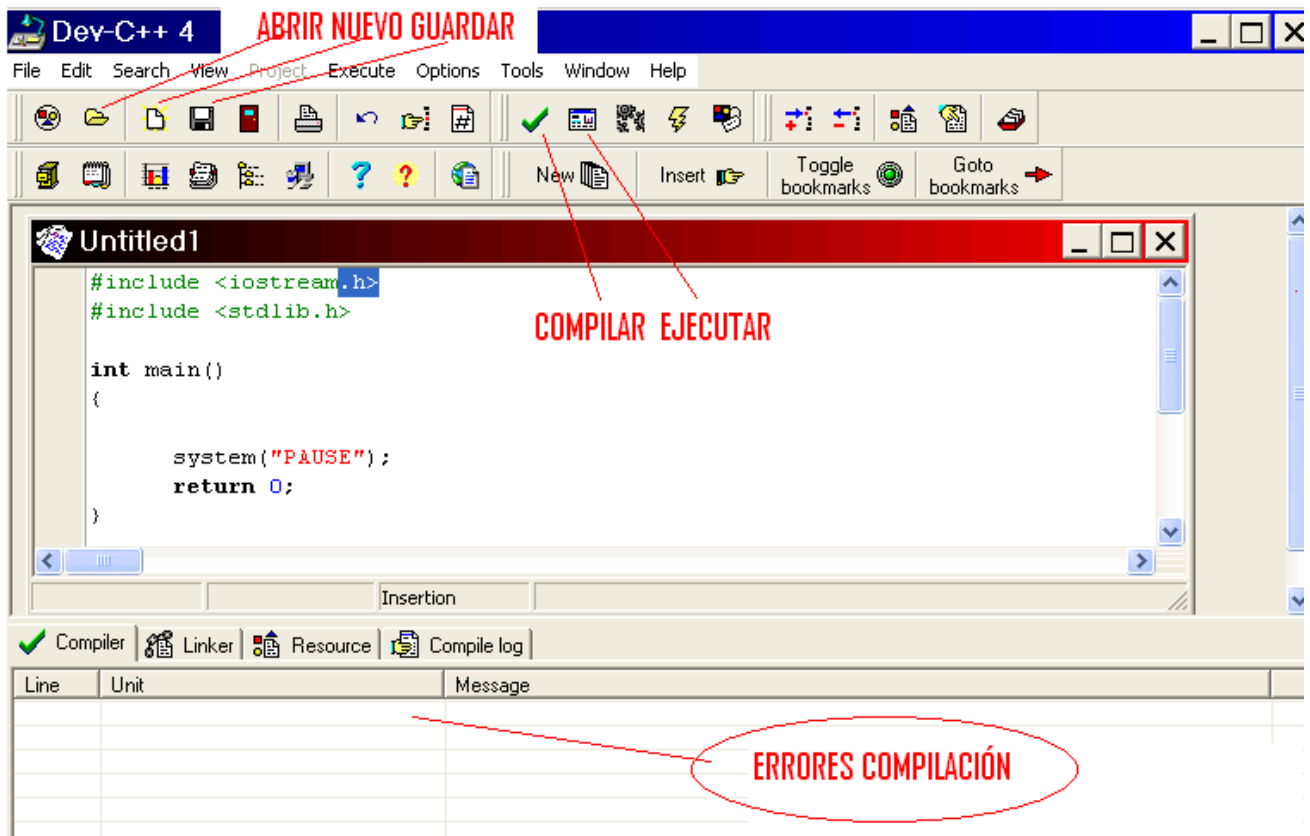 Dev-C++ 4
ABRIR NUEVO GUARDAR
File Edit Search View Project Execute Options Tools Window Help
New Insert Toggle bookmarks Goto bookmarks
Untitled1
#include <iostream.h>
#include <stdlib.h>
COMPILAR EJECUTAR
int main()
{
system("PAUSE");
return 0;
}
Insertion
Compiler Linker Resource Compile log
Line Unit Message
ERRORES COMPILACIÓN